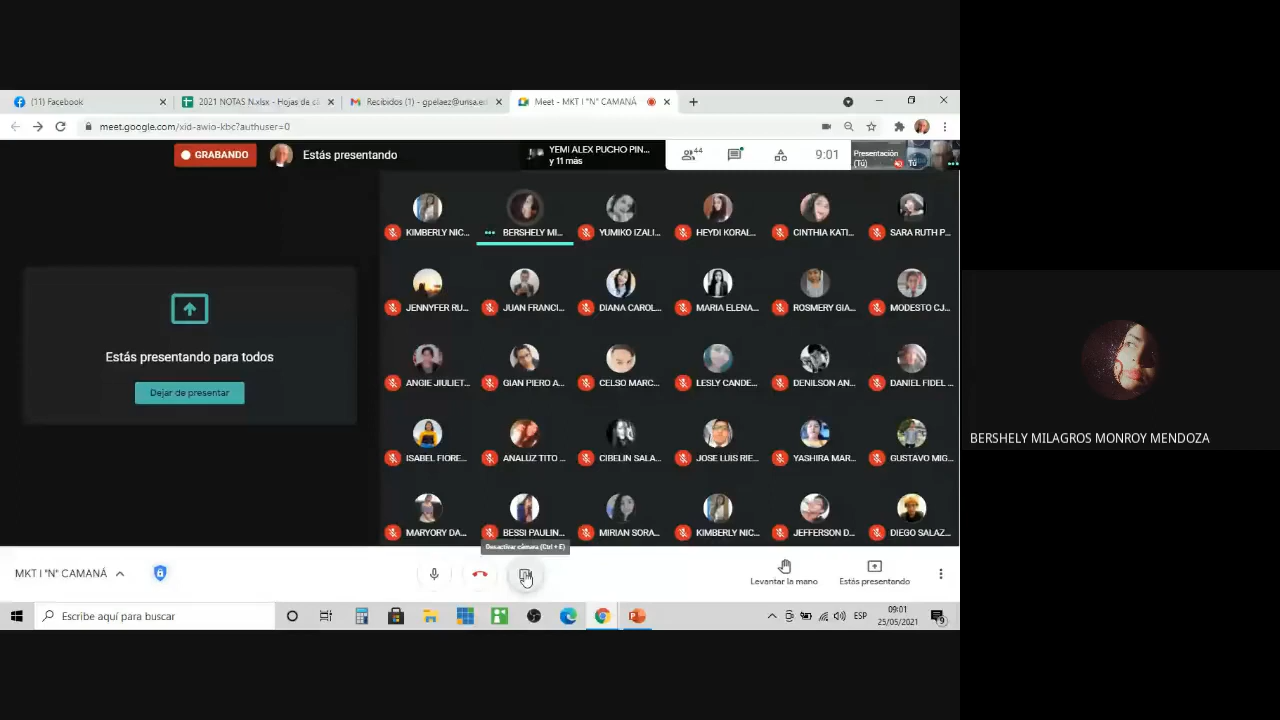 (11) Facebook
2021 NOTAS N.xlsx - Hojas de cá
Recibidos (1) - gpelaez@unsa.ed
Meet - MKT I "N" CAMANÁ
meet.google.com/xid-awio-kbc?authuser=0
GRABANDO
Estás presentando
YEMI ALEX PUCHO PIN...
y 11 más
44
9:01
Presentación
(Tú)
Tú
KIMBERLY NIC...
BERSHELY MI...
YUMIKO IZALI...
HEYDI KORAL...
CINTHIA KATI...
SARA RUTH P...
JENNYFER RU...
JUAN FRANCI...
DIANA CAROL...
MARIA ELENA...
ROSMERY GIA...
MODESTO CJ...
Estás presentando para todos
Dejar de presentar
ANGIE JIULIET...
GIAN PIERO A...
CELSO MARC...
LESLY CANDE...
DENILSON AN...
DANIEL FIDEL ...
ISABEL FIORE...
ANALUZ TITO ...
CIBELIN SALA...
JOSE LUIS RIE...
YASHIRA MAR...
GUSTAVO MIG...
MARYORY DA...
BESSI PAULIN...
MIRIAN SORA...
KIMBERLY NIC...
JEFFERSON D...
DIEGO SALAZ...
BERSHELY MILAGROS MONROY MENDOZA
Desactivar cámara (Ctrl + E)
MKT I "N" CAMANÁ
Levantar la mano
Estás presentando
Escribe aquí para buscar
ESP
09:01
25/05/2021
9